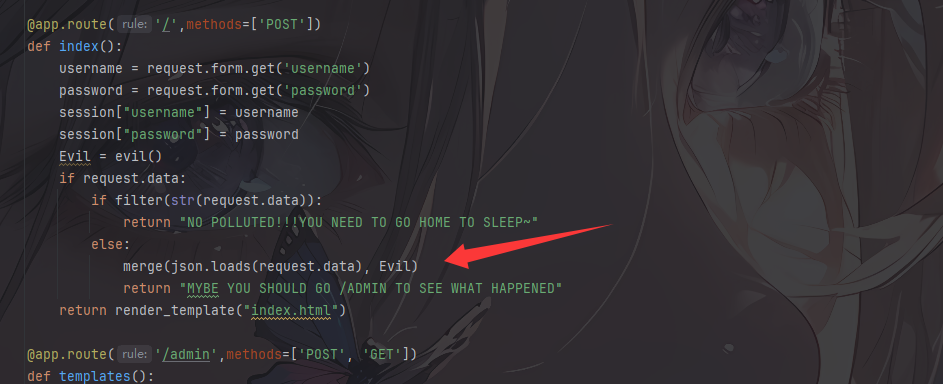 @app.route( rule: '/',methods=['POST'])
def index():
    username = request.form.get('username')
    password = request.form.get('password')
    session["username"] = username
    session["password"] = password
    Evil = evil()
    if request.data:
        if filter(str(request.data)):
            return "NO POLLUTED!!!YOU NEED TO GO HOME TO SLEEP~"
        else:
            merge(json.loads(request.data), Evil)
            return "MYBE YOU SHOULD GO /ADMIN TO SEE WHAT HAPPENED"
    return render_template("index.html")
@app.route( rule: '/admin',methods=['POST', 'GET'])
def templates():